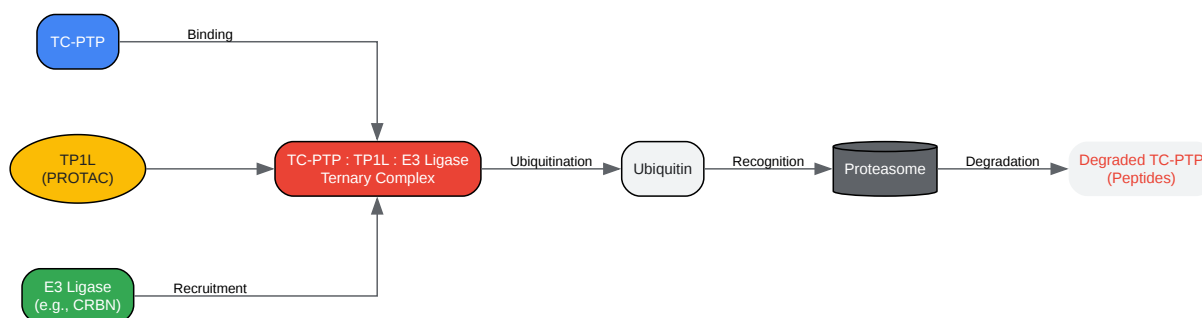 TC-PTP
Binding
TP1L
(PROTAC)
TC-PTP : TP1L : E3 Ligase
Ternary Complex
Ubiquitination
Ubiquitin
Recognition
Proteasome
Degradation
Degraded TC-PTP
(Peptides)
E3 Ligase
(e.g., CRBN)
Recruitment